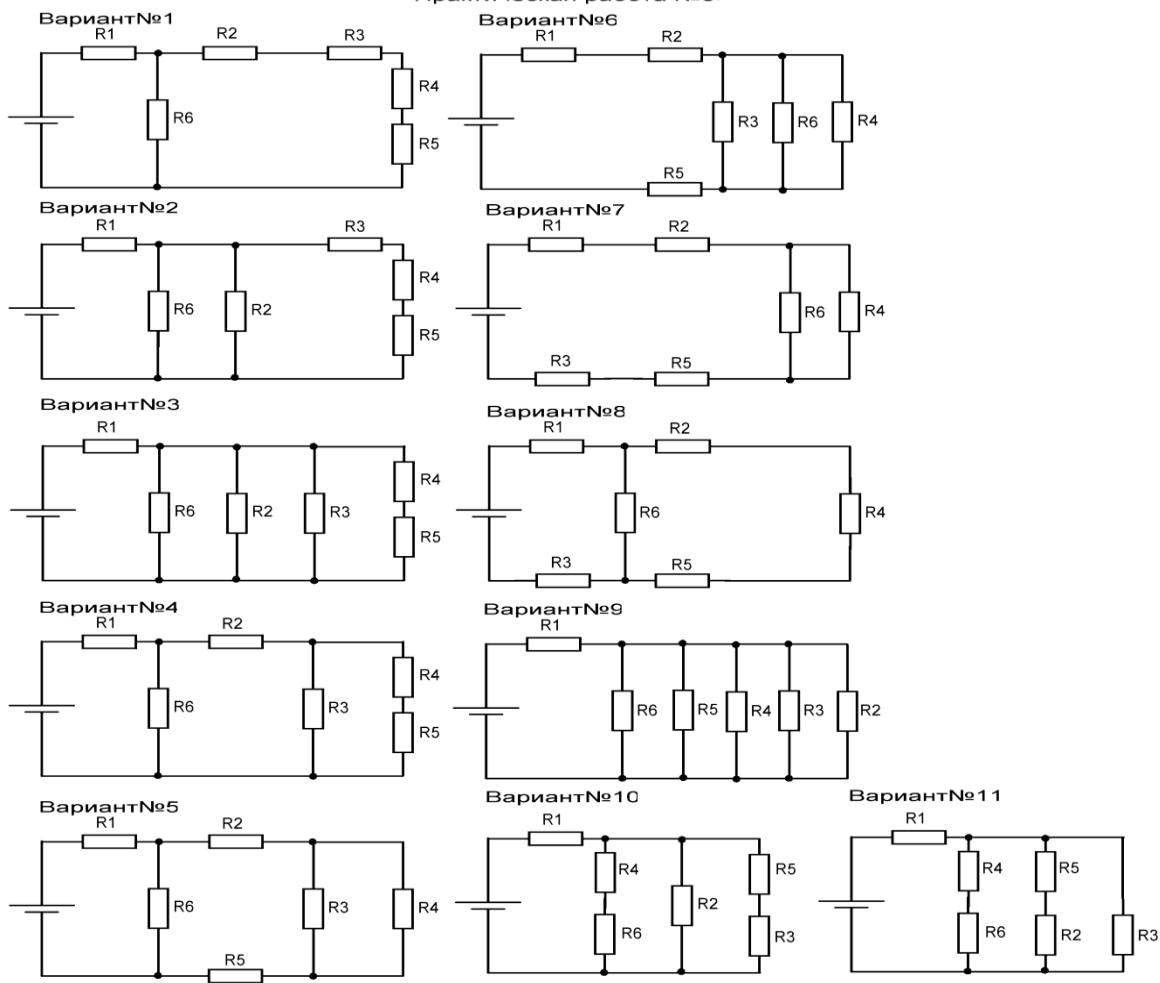 Вариант№1
R1
R2
R3
R4
R5
R6
Вариант№6
R1
R2
R3
R6
R4
R5
Вариант№2
R1
R3
R4
R6
R2
R5
Вариант№7
R1
R2
R6
R4
R3
R5
Вариант№3
R1
R4
R6
R2
R3
R5
Вариант№8
R1
R2
R6
R4
R3
R5
Вариант№4
R1
R2
R4
R6
R3
R5
Вариант№9
R1
R6
R5
R4
R3
R2
Вариант№5
R1
R2
R6
R3
R4
R5
Вариант№10
R1
R4
R5
R2
R6
R3
Вариант№11
R1
R4
R5
R6
R2
R3